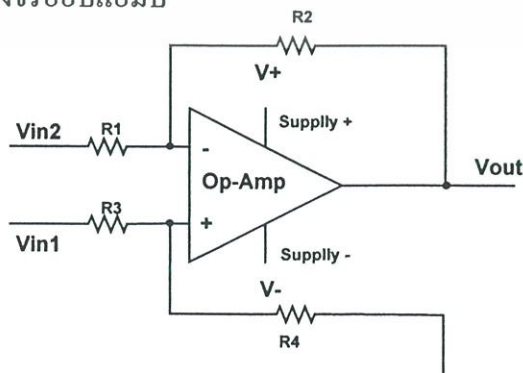 R2
V+
Supplly +
Vin2
R1
-
Op-Amp
Vout
R3
+
Vin1
Supplly -
V-
R4